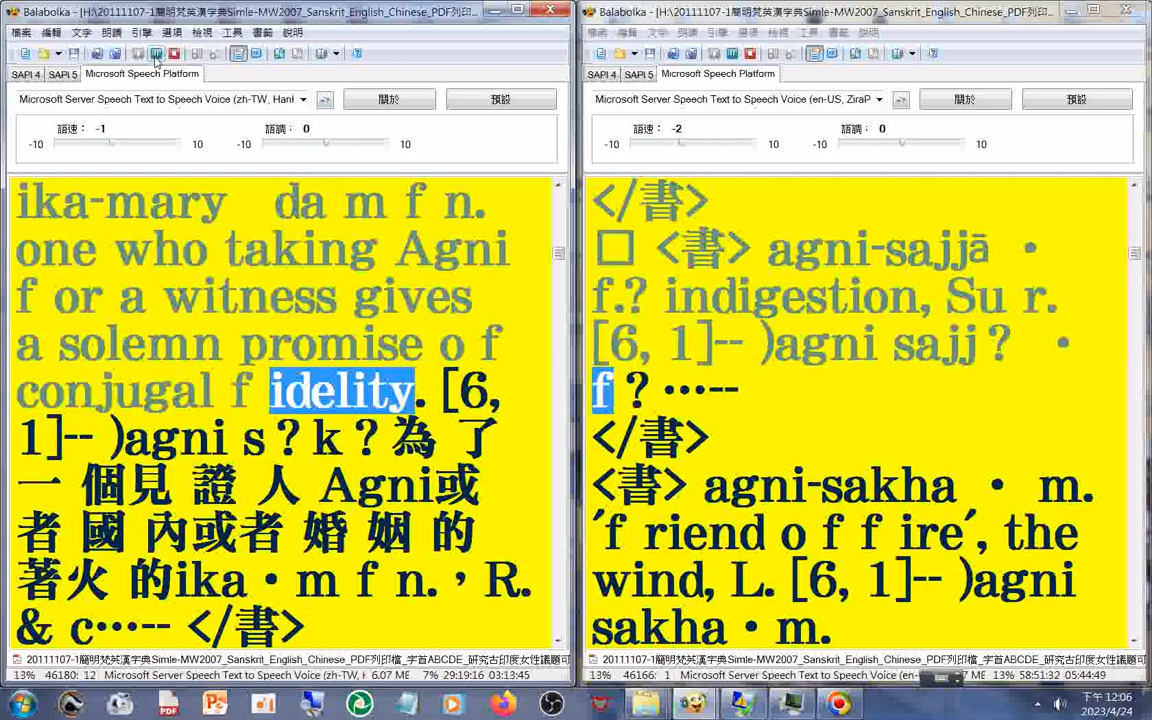 Balabolka - [H:\20111107-1簡明梵英漢字典Simle-MW2007_Sanskrit_English_Chinese_PDF列印...
檔案 編輯 文字 朗讀 引擎 選項 檢視 工具 書籤 說明
SAPI 4 SAPI 5 Microsoft Speech Platform
Microsoft Server Speech Text to Speech Voice (zh-TW, Hanl
關於 預設
語速： -1 語調： 0
-10 10 -10 10
ika-mary da m f n.
one who taking Agni
f or a witness gives
a solemn promise o f
conjugal f idelity. [6,
1]-- )agni s？k？為 了
一 個見 證 人 Agni或
者 國 內或者 婚 姻 的
著火 的ika・m f n.，R.
& c…-- </書>
20111107-1簡明梵英漢字典Simle-MW2007_Sanskrit_English_Chinese_PDF列印檔_字首ABCDE_研究古印度女性議題可
13% 46180: 12 Microsoft Server Speech Text to Speech Voice (zh-TW, H 6.07 ME 7% 29:19:16 03:13:45
Balabolka - [H:\20111107-1簡明梵英漢字典Simle-MW2007_Sanskrit_English_Chinese_PDF列印...
檔案 編輯 文字 朗讀 引擎 選項 檢視 工具 書籤 說明
SAPI 4 SAPI 5 Microsoft Speech Platform
Microsoft Server Speech Text to Speech Voice (en-US, ZiraP
關於 預設
語速： -2 語調： 0
-10 10 -10 10
</書>
□ <書> agni-sajjā ・
f.? indigestion, Su r.
[6, 1]-- )agni sajj？ ・
f ？…--
</書>
<書> agni-sakha ・ m.
′f riend o f f ire′, the
wind, L. [6, 1]-- )agni
sakha・m.
20111107-1簡明梵英漢字典Simle-MW2007_Sanskrit_English_Chinese_PDF列印檔_字首ABCDE_研究古印度女性議題可
13% 46166: 1 Microsoft Server Speech Text to Speech Voice (en-US, Z ME 13% 58:51:32 05:44:49
PDF
下午 12:06
2023/4/24